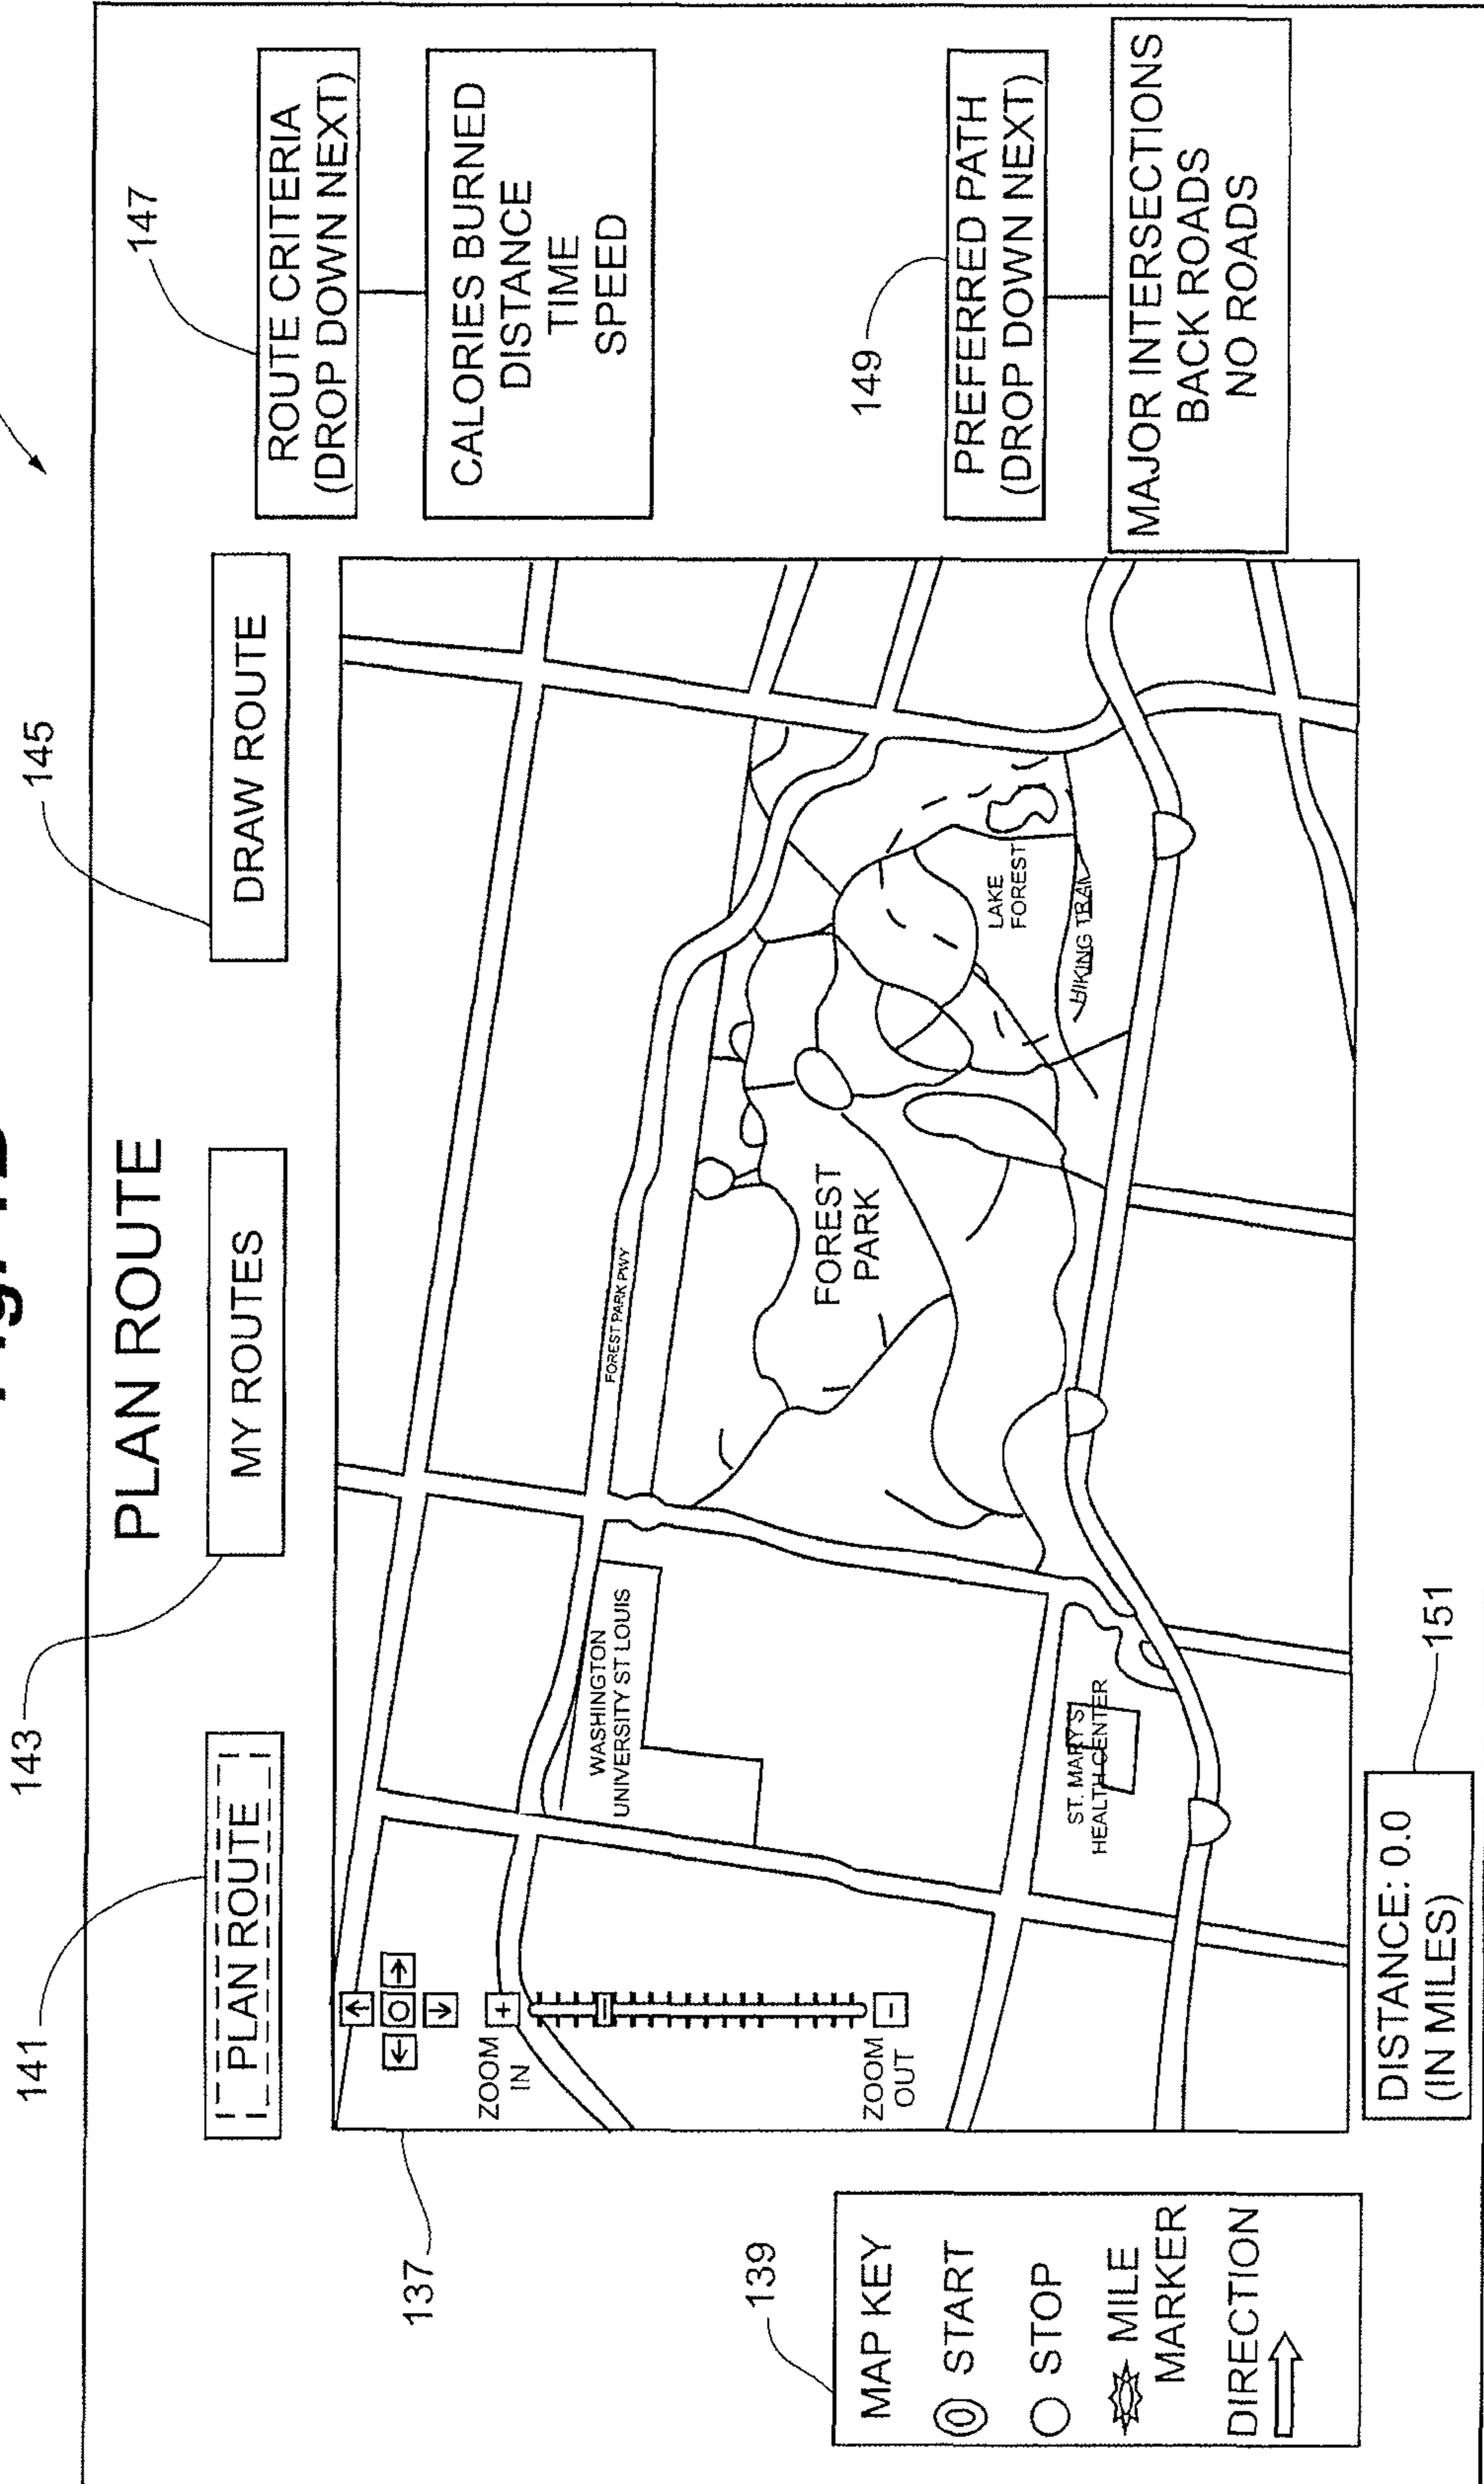 PLAN ROUTE
141
143
145
147
PLAN ROUTE
MY ROUTES
DRAW ROUTE
ROUTE CRITERIA
(DROP DOWN NEXT)
CALORIES BURNED
DISTANCE
TIME
SPEED
149
PREFERRED PATH
(DROP DOWN NEXT)
MAJOR INTERSECTIONS
BACK ROADS
NO ROADS
137
ZOOM
IN
+
ZOOM
OUT
-
FOREST PARK PWY
WASHINGTON
UNIVERSITY ST LOUIS
FOREST
PARK
LAKE
FOREST
HIKING TRAIL
ST. MARY'S
HEALTH CENTER
139
MAP KEY
START
STOP
MILE
MARKER
DIRECTION
DISTANCE: 0.0
(IN MILES)
151